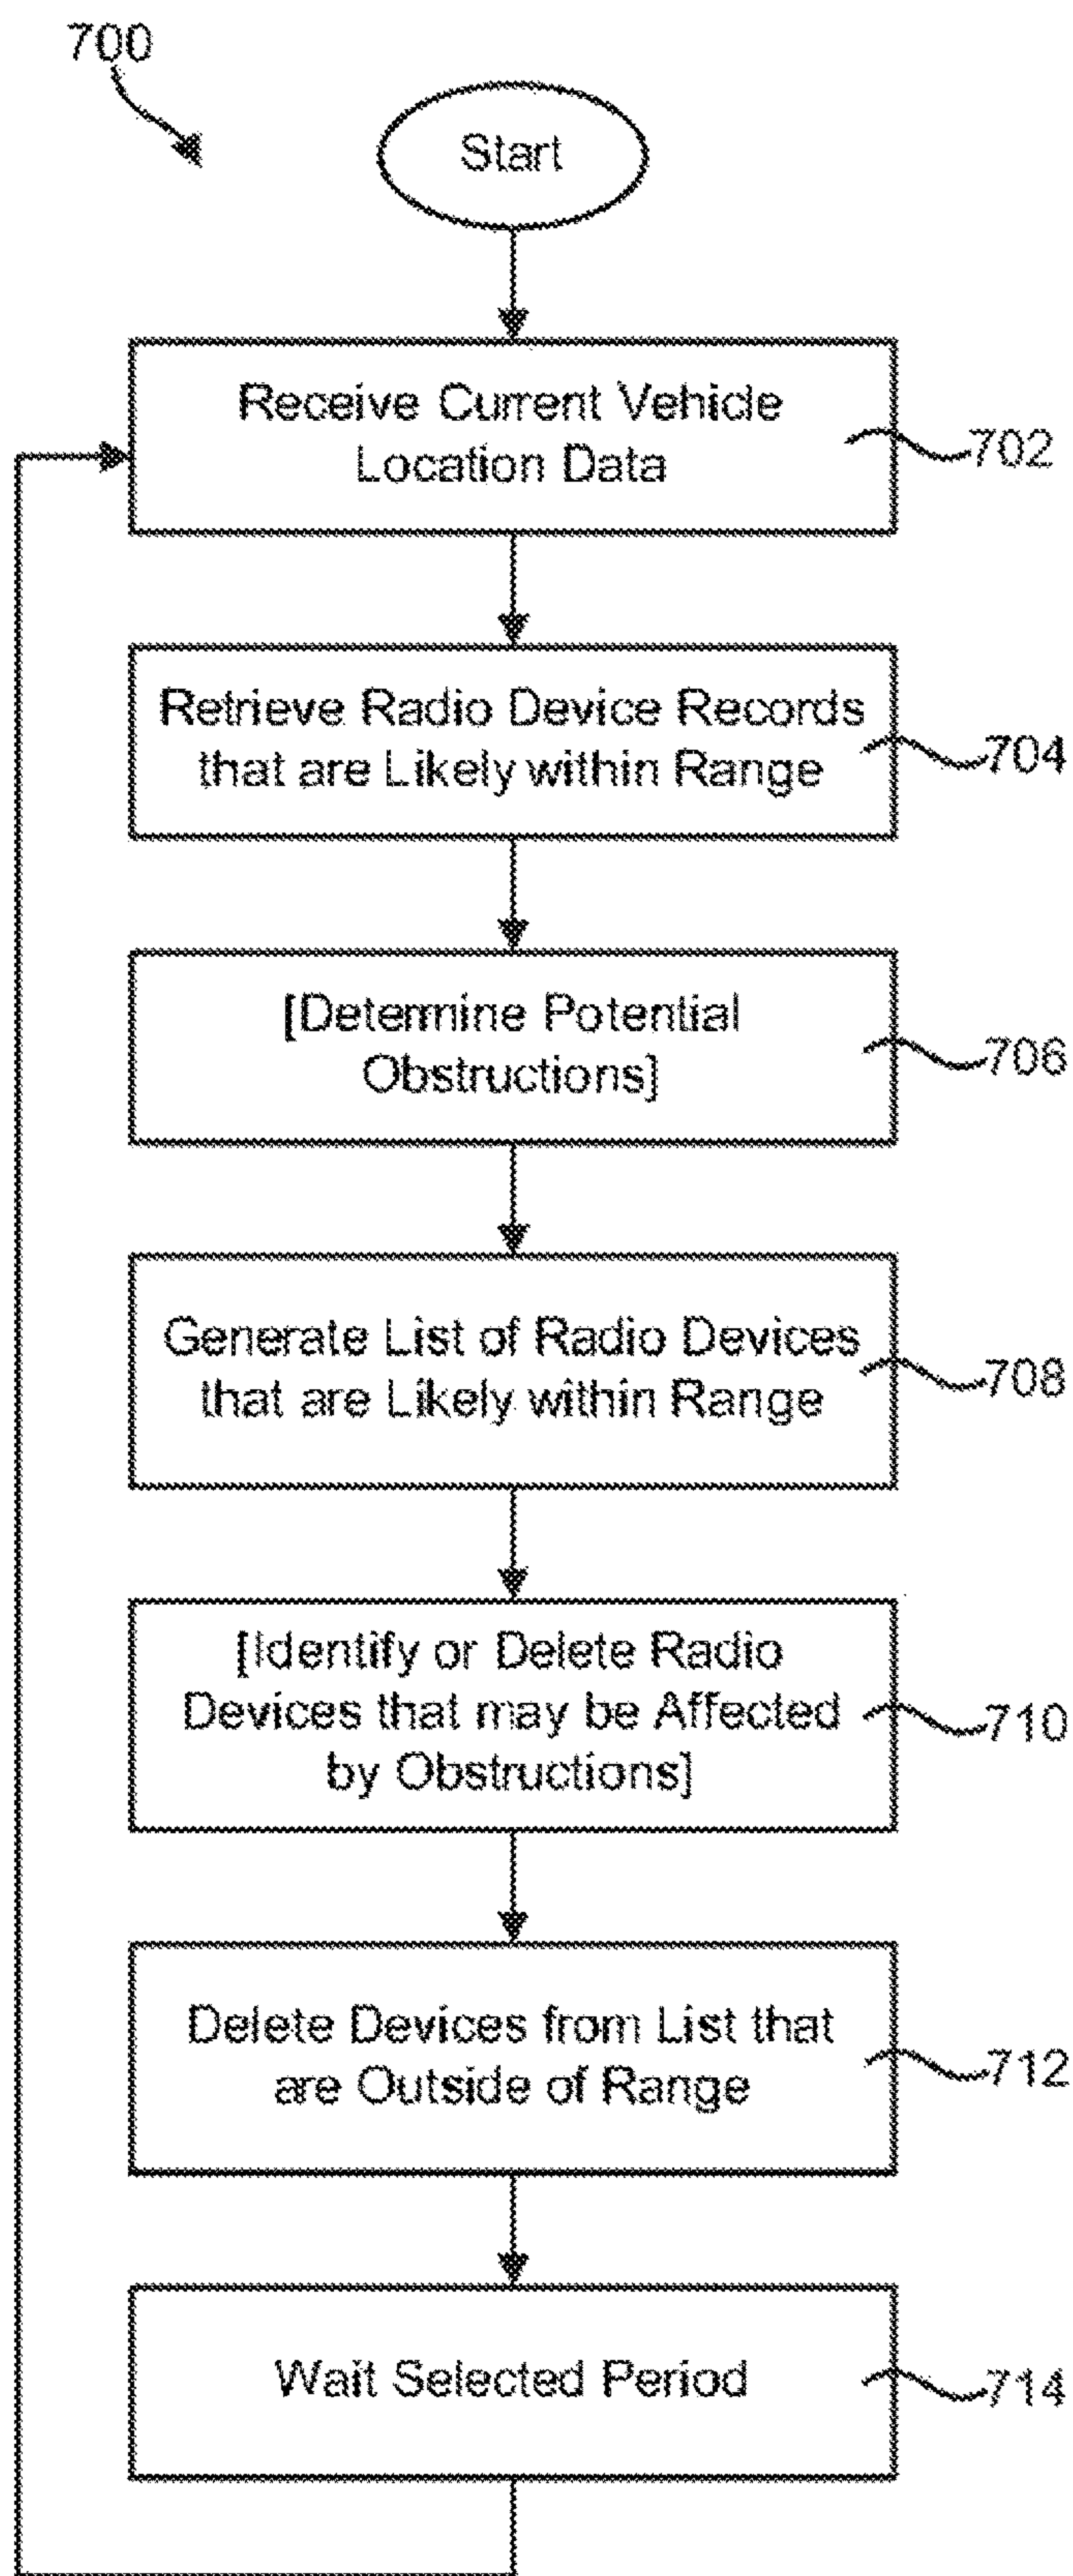 700
Start
Receive Current Vehicle
Location Data
702
Retrieve Radio Device Records
that are Likely within Range
704
[Determine Potential
Obstructions]
706
Generate List of Radio Devices
that are Likely within Range
708
[Identify or Delete Radio
Devices that may be Affected
by Obstructions]
710
Delete Devices from List that
are Outside of Range
712
Wait Selected Period
714